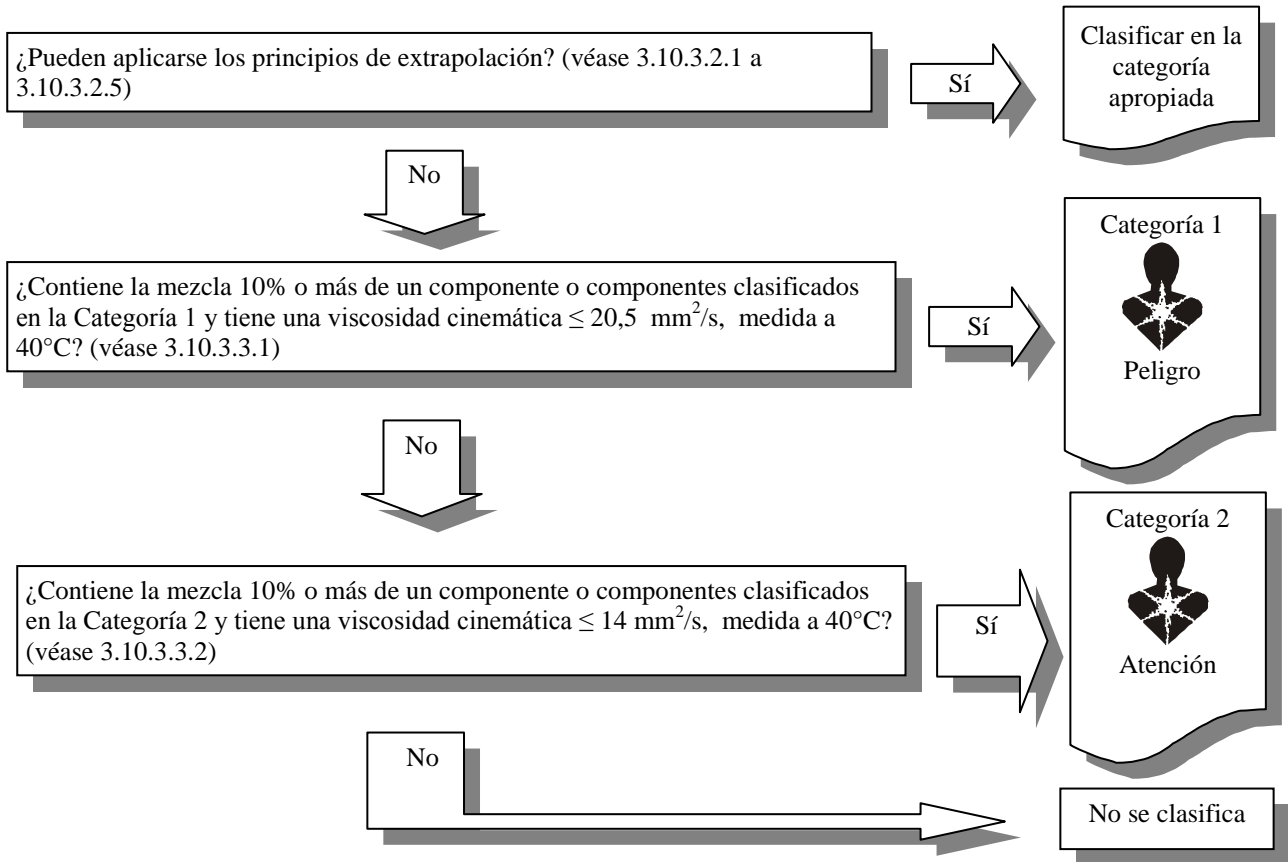 ¿Pueden aplicarse los principios de extrapolación? (véase 3.10.3.2.1 a
3.10.3.2.5)
Sí
Clasificar en la
categoría
apropiada
No
¿Contiene la mezcla 10% o más de un componente o componentes clasificados
en la Categoría 1 y tiene una viscosidad cinemática ≤ 20,5 mm²/s, medida a
40°C? (véase 3.10.3.3.1)
Sí
Categoría 1
Peligro
No
¿Contiene la mezcla 10% o más de un componente o componentes clasificados
en la Categoría 2 y tiene una viscosidad cinemática ≤ 14 mm²/s, medida a 40°C?
(véase 3.10.3.3.2)
Sí
Categoría 2
Atención
No
No se clasifica